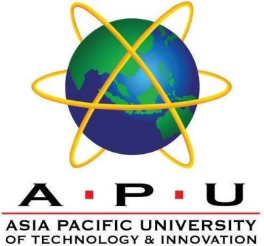 A·P·U
ASIA PACIFIC UNIVERSITY
OF TECHNOLOGY & INNOVATION